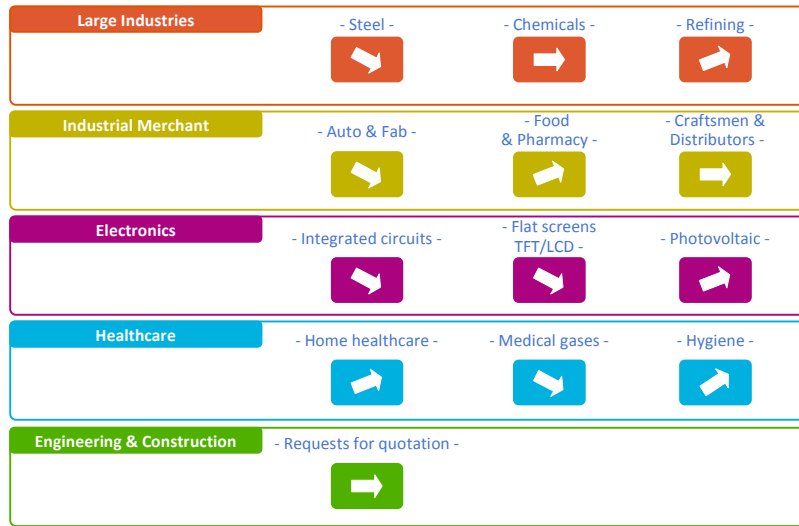 Large Industries
- Steel -
- Chemicals -
- Refining -
Industrial Merchant
- Auto & Fab -
- Food
& Pharmacy -
- Craftsmen &
Distributors -
Electronics
- Integrated circuits -
- Flat screens
TFT/LCD -
- Photovoltaic -
Healthcare
- Home healthcare -
- Medical gases -
- Hygiene -
Engineering & Construction
- Requests for quotation -